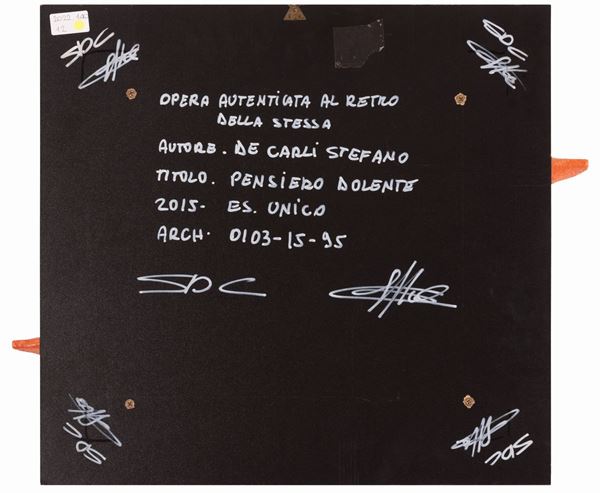 SDC
SDC
OPERA AUTENTICATA AL RETRO
DELLA STESSA
AUTORE. DE CARLI STEFANO
TITOLO. PENSIERO DOLENTE
2015- ES. UNICO
ARCH. 0103-15-95
SDC
SDC
SDC